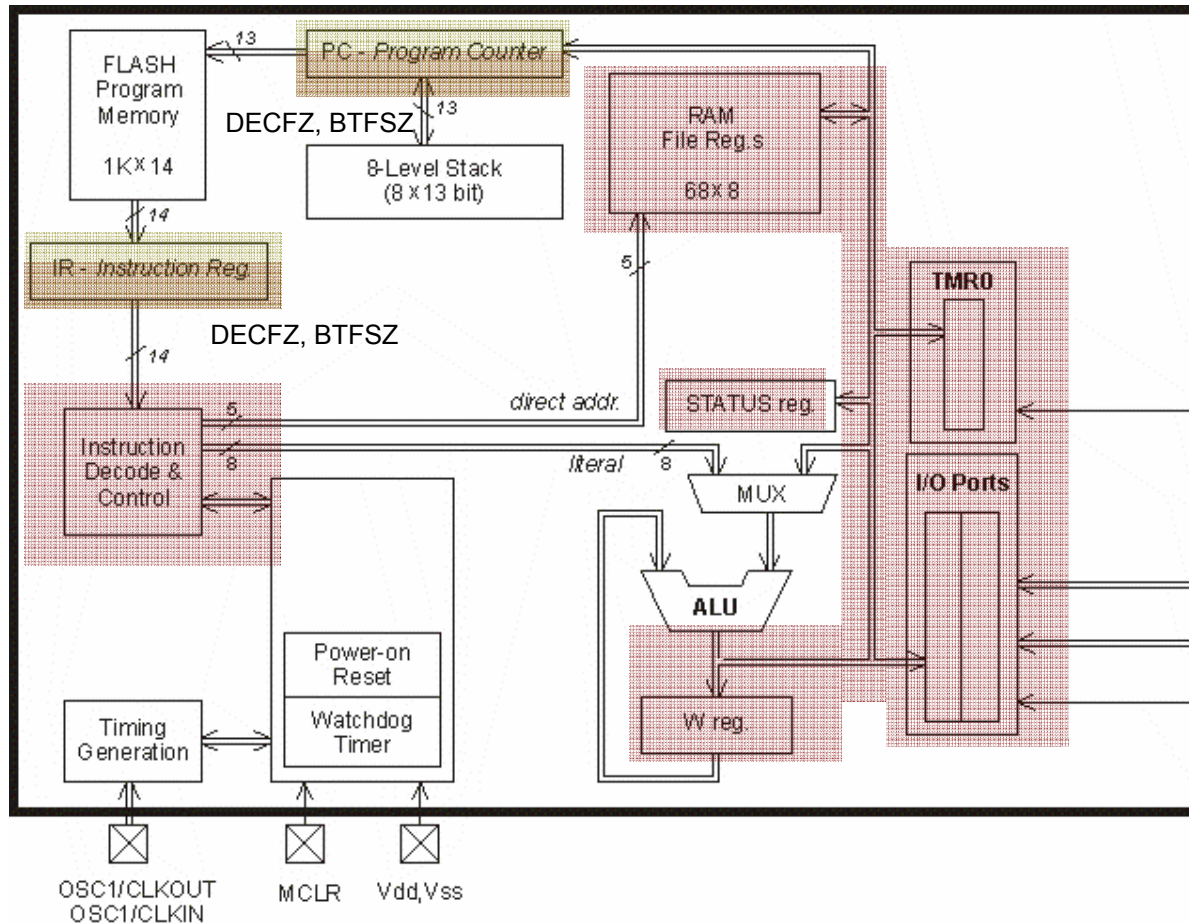 13
PC - Program Counter
FLASH
Program
Memory
1K X 14
13
DECFZ, BTFSZ
8-Level Stack
(8 X 13 bit)
RAM
File Reg.s
68 X 8
14
5
IR - Instruction Reg.
TMR0
DECFZ, BTFSZ
14
direct addr.
STATUS reg.
5
8
literal
8
Instruction
Decode &
Control
MUX
I/O Ports
ALU
Power-on
Reset
Watchdog
Timer
W reg.
Timing
Generation
OSC1/CLKOUT
OSC1/CLKIN
MCLR
Vdd,Vss